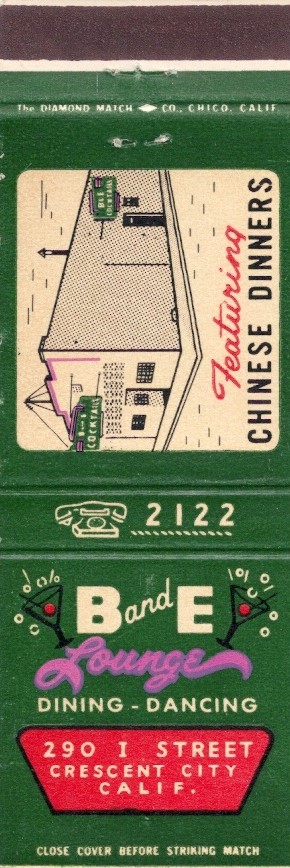 The DIAMOND MATCH CO., CHICO, CALIF.
B & E
COCKTAILS
B and E
COCKTAILS
Featuring
CHINESE DINNERS
2122
B and E
Lounge
DINING - DANCING
290 I STREET
CRESCENT CITY
CALIF.
CLOSE COVER BEFORE STRIKING MATCH